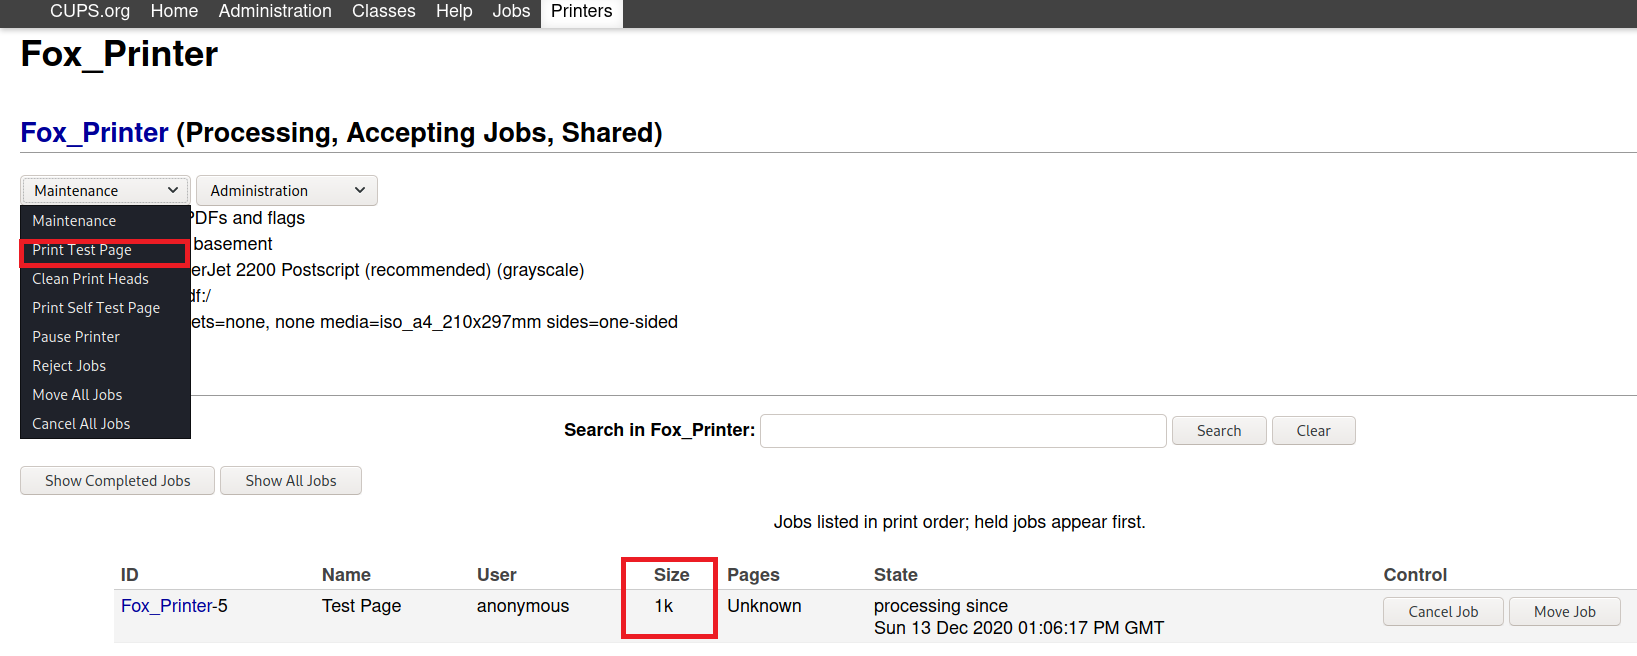 CUPS.org Home Administration Classes Help Jobs Printers
Fox_Printer
Fox_Printer (Processing, Accepting Jobs, Shared)
Maintenance Administration
Maintenance PDFs and flags
Print Test Page basement
Clean Print Heads erJet 2200 Postscript (recommended) (grayscale)
Print Self Test Page df:/
ets=none, none media=iso_a4_210x297mm sides=one-sided
Pause Printer
Reject Jobs
Move All Jobs
Cancel All Jobs
Search in Fox_Printer: Search Clear
Show Completed Jobs Show All Jobs
Jobs listed in print order; held jobs appear first.
ID Name User Size Pages State Control
Fox_Printer-5 Test Page anonymous 1k Unknown processing since Cancel Job Move Job
Sun 13 Dec 2020 01:06:17 PM GMT